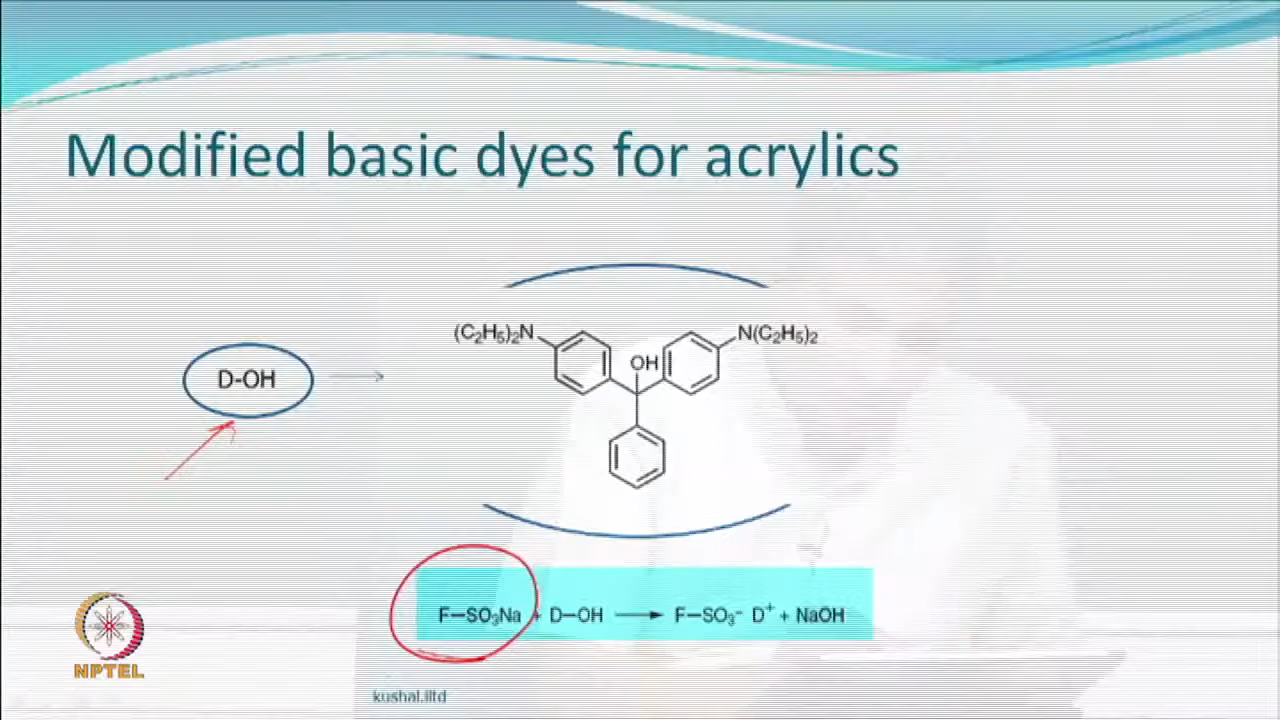 Modified basic dyes for acrylics
(C₂H₅)₂N
N(C₂H₅)₂
OH
D-OH
F–SO₃Na + D–OH ⟶ F–SO₃⁻ D⁺ + NaOH
NPTEL
kushal.iitd